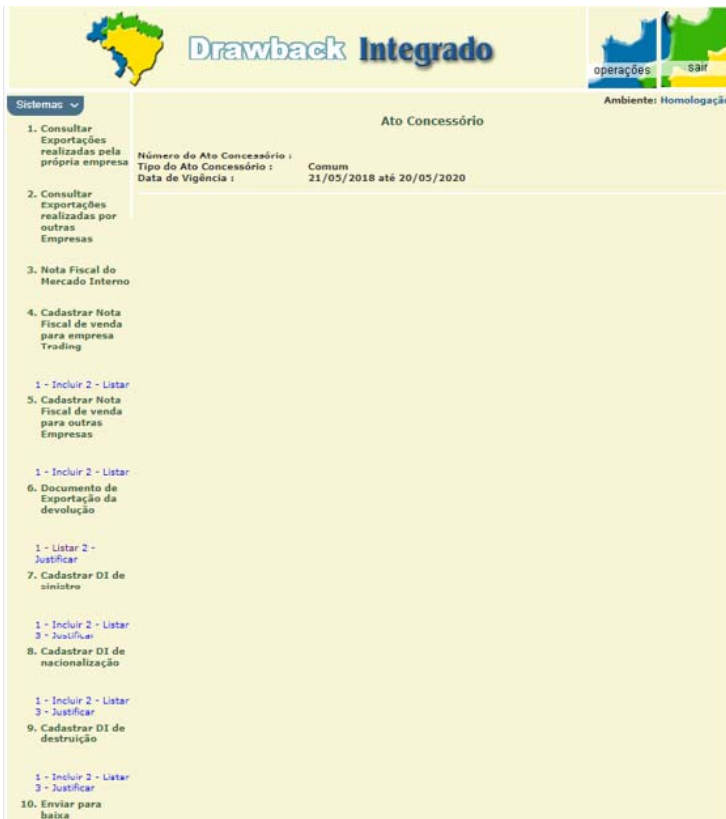 Drawback Integrado
operações
sair
Sistemas
Ambiente: Homologação
Ato Concessório
Número do Ato Concessório :
Tipo do Ato Concessório : Comum
Data de Vigência : 21/05/2018 até 20/05/2020
1. Consultar
Exportações
realizadas pela
própria empresa
2. Consultar
Exportações
realizadas por
outras
Empresas
3. Nota Fiscal do
Mercado Interno
4. Cadastrar Nota
Fiscal de venda
para empresa
Trading
1 - Incluir 2 - Listar
5. Cadastrar Nota
Fiscal de venda
para outras
Empresas
1 - Incluir 2 - Listar
6. Documento de
Exportação da
devolução
1 - Listar 2 -
Justificar
7. Cadastrar DI de
sinistro
1 - Incluir 2 - Listar
3 - Justificar
8. Cadastrar DI de
nacionalização
1 - Incluir 2 - Listar
3 - Justificar
9. Cadastrar DI de
destruição
1 - Incluir 2 - Listar
3 - Justificar
10. Enviar para
baixa